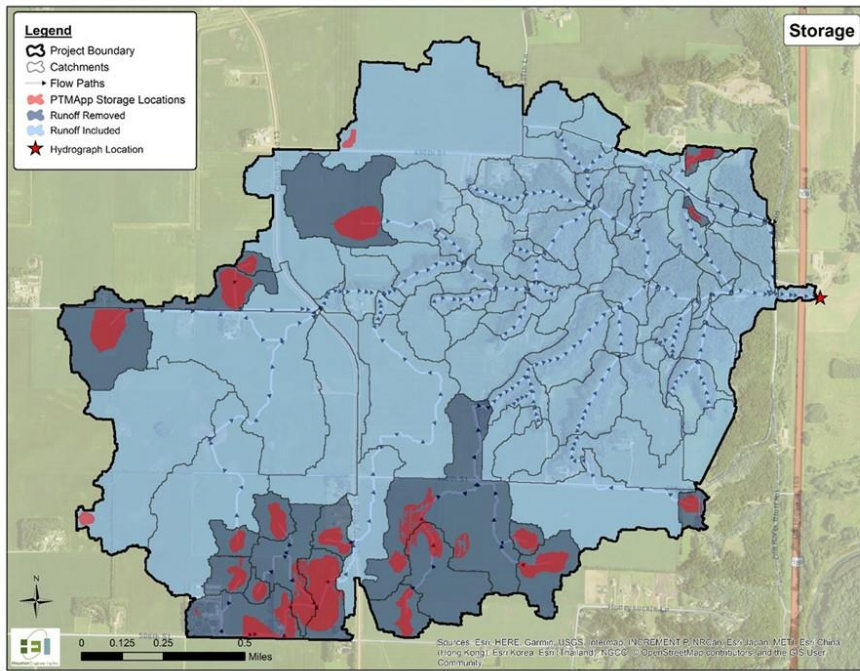 Legend
Project Boundary
Catchments
Flow Paths
PTMApp Storage Locations
Runoff Removed
Runoff Included
Hydrograph Location
Storage
N
0 0.125 0.25 0.5
Miles
Sources: Esri, HERE, Garmin, USGS, Intermap, INCREMENT P, NRCan, Esri Japan, METI, Esri China
(Hong Kong), Esri Korea, Esri (Thailand), NGCC, © OpenStreetMap contributors, and the GIS User
Community